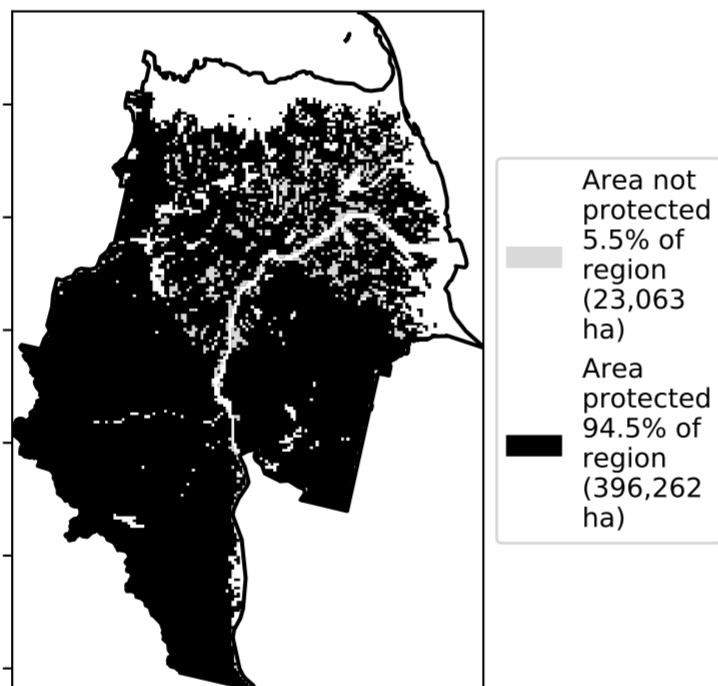 Area not
protected
5.5% of
region
(23,063
ha)
Area
protected
94.5% of
region
(396,262
ha)